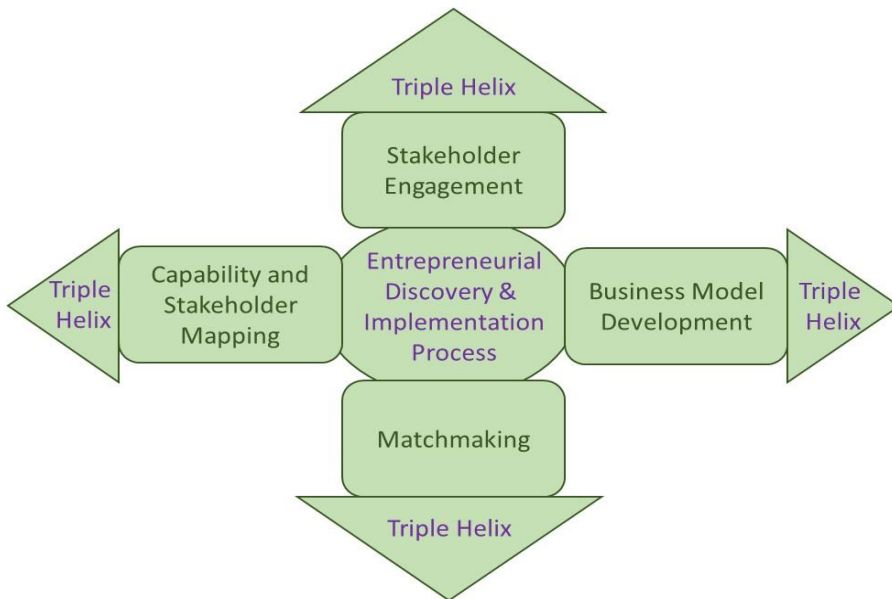 Triple Helix
Stakeholder
Engagement
Triple
Helix
Capability and
Stakeholder
Mapping
Entrepreneurial
Discovery &
Implementation
Process
Business Model
Development
Triple
Helix
Matchmaking
Triple Helix